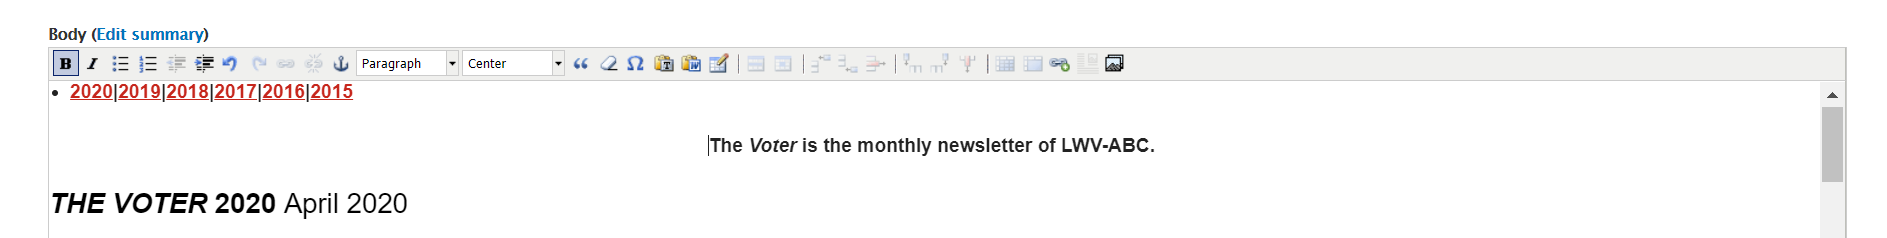 Body (Edit summary)
B I Paragraph Center
• 2020|2019|2018|2017|2016|2015
The Voter is the monthly newsletter of LWV-ABC.
THE VOTER 2020 April 2020